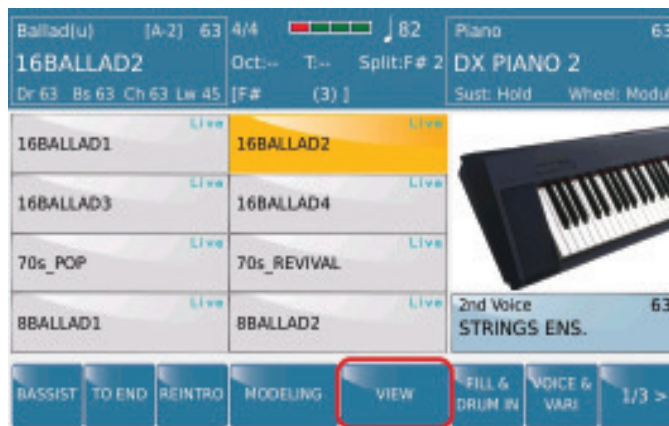 Ballad(u) [A-2] 63
16BALLAD2
Dr 63 Bs 63 Ch 63 Lw 45
4/4 82
Oct:-- T:-- Split:F# 2
[F# (3) ]
Piano 63
DX PIANO 2
Sust: Hold Wheel: Modul
Live Live
16BALLAD1 16BALLAD2
Live Live
16BALLAD3 16BALLAD4
Live Live
70s_POP 70s_REVIVAL
Live Live
8BALLAD1 8BALLAD2
2nd Voice 63
STRINGS ENS.
BASSIST TO END REINTRO MODELING VIEW FILL & DRUM IN VOICE & VARI 1/3 >